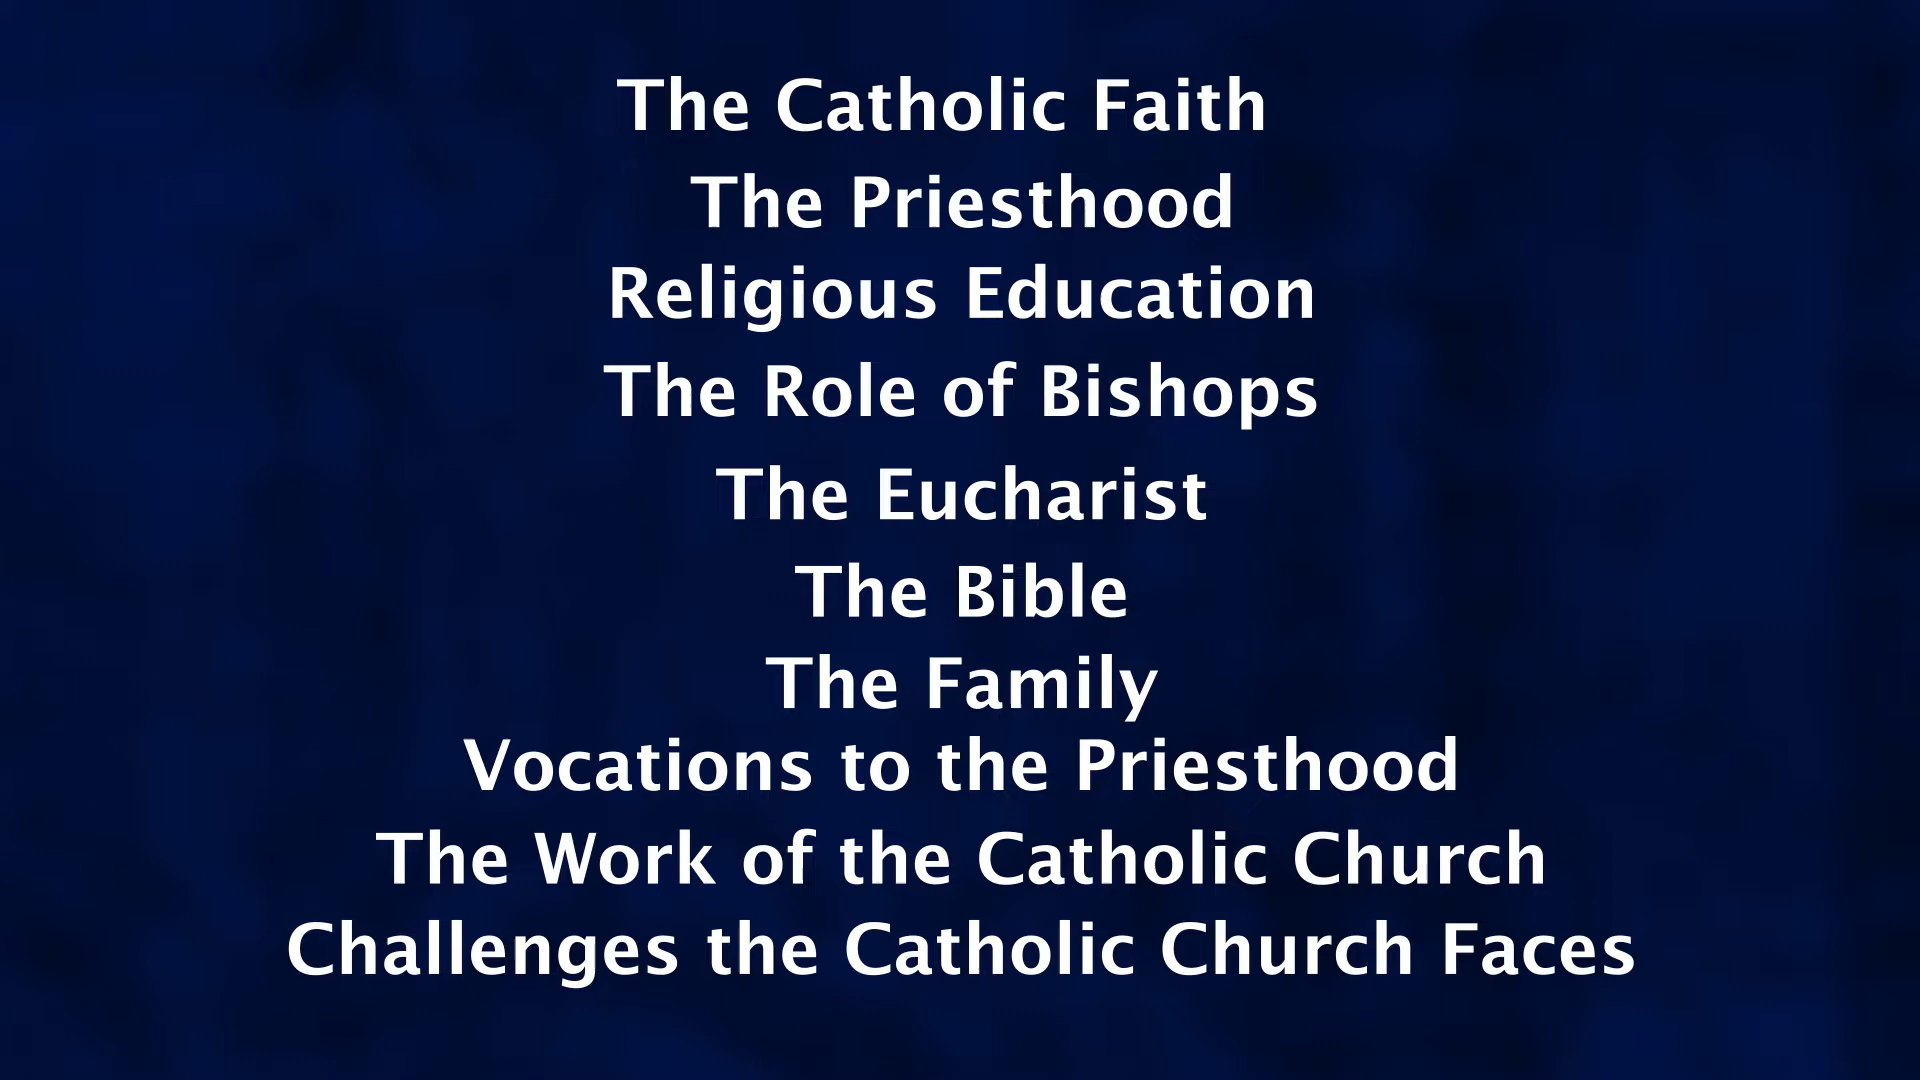 The Catholic Faith
The Priesthood
Religious Education
The Role of Bishops
The Eucharist
The Bible
The Family
Vocations to the Priesthood
The Work of the Catholic Church
Challenges the Catholic Church Faces